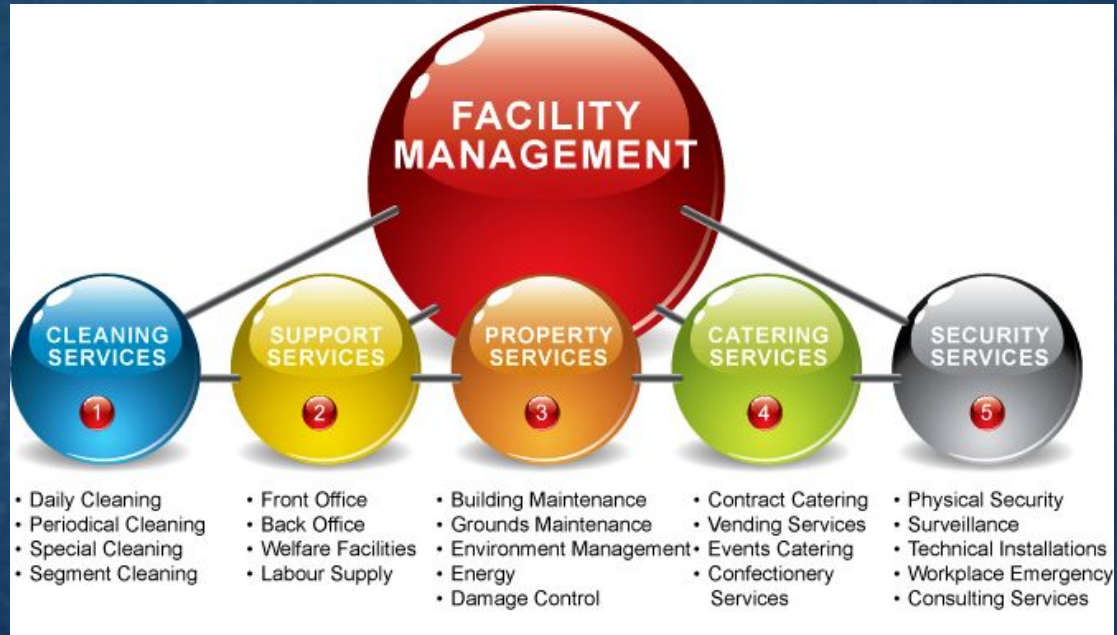 FACILITY
MANAGEMENT
CLEANING
SERVICES
1
SUPPORT
SERVICES
2
PROPERTY
SERVICES
3
CATERING
SERVICES
4
SECURITY
SERVICES
5
• Daily Cleaning
• Periodical Cleaning
• Special Cleaning
• Segment Cleaning
• Front Office
• Back Office
• Welfare Facilities
• Labour Supply
• Building Maintenance
• Grounds Maintenance
• Environment Management
• Energy
• Damage Control
• Contract Catering
• Vending Services
• Events Catering
• Confectionery
Services
• Physical Security
• Surveillance
• Technical Installations
• Workplace Emergency
• Consulting Services